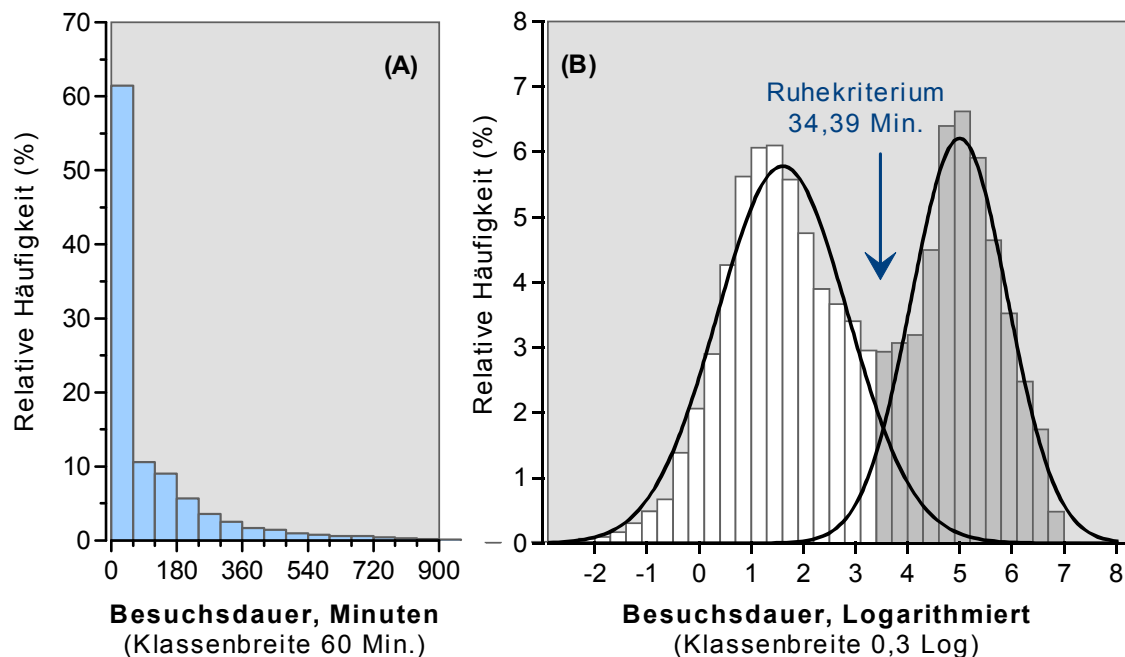 70
60
50
40
30
20
10
0
Relative Häufigkeit (%)
(A)
0 180 360 540 720 900
Besuchsdauer, Minuten
(Klassenbreite 60 Min.)
8
7
6
5
4
3
2
1
0
Relative Häufigkeit (%)
(B)
Ruhekriterium
34,39 Min.
-2 -1 0 1 2 3 4 5 6 7 8
Besuchsdauer, Logarithmiert
(Klassenbreite 0,3 Log)